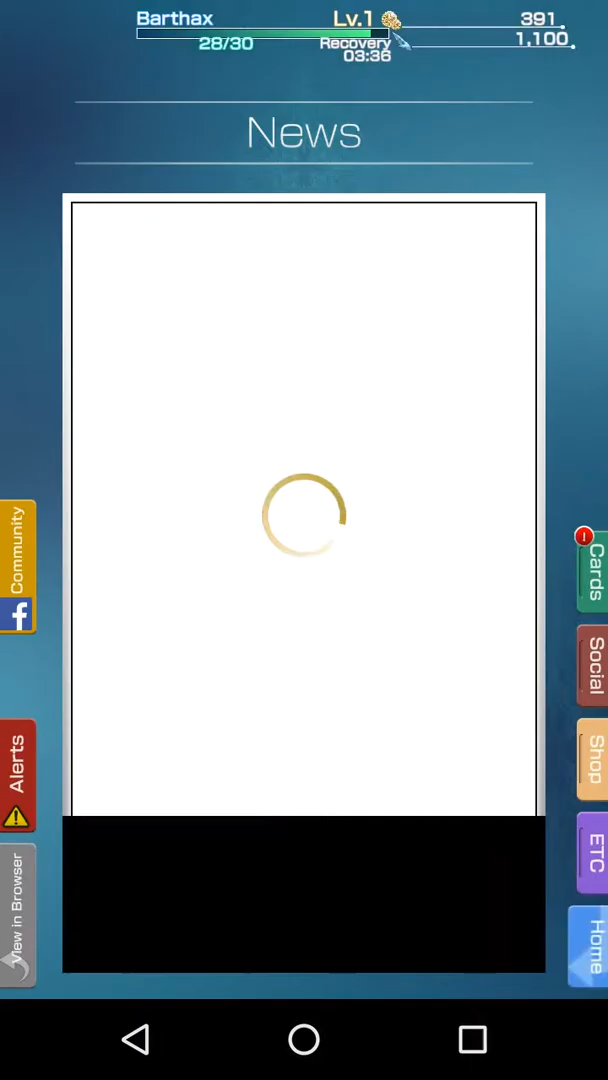 Barthax
Lv.1
391
28/30
Recovery
03:36
1,100
News
Community
f
Alerts
View in Browser
Cards
Social
Shop
ETC
Home